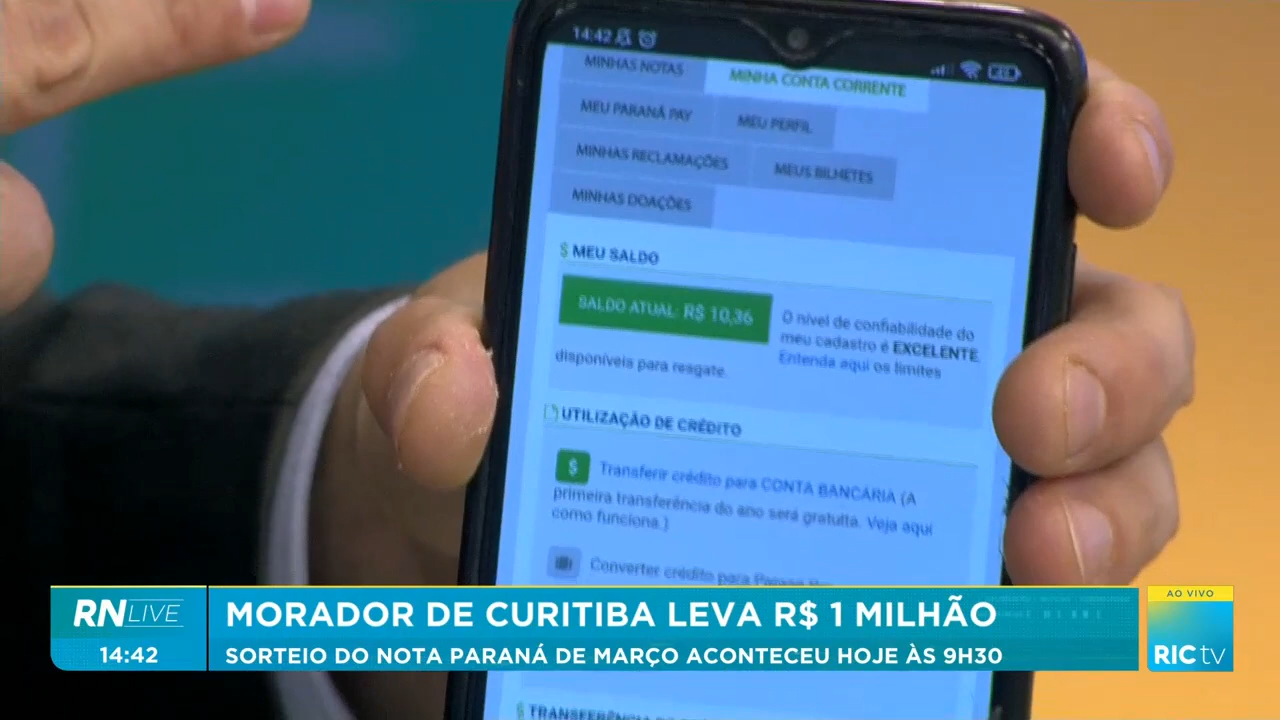 14:42
MINHAS NOTAS
MINHA CONTA CORRENTE
MEU PARANÁ PAY
MEU PERFIL
MINHAS RECLAMAÇÕES
MEUS BILHETES
MINHAS DOAÇÕES
$ MEU SALDO
SALDO ATUAL: R$ 10,36
O nível de confiabilidade do
meu cadastro é EXCELENTE
Entenda aqui os limites
disponíveis para resgate.
UTILIZAÇÃO DE CRÉDITO
$ Transferir crédito para CONTA BANCÁRIA (A
primeira transferência do ano será gratuita. Veja aqui
como funciona.)
Converter crédito para
RNLIVE
14:42
MORADOR DE CURITIBA LEVA R$ 1 MILHÃO
SORTEIO DO NOTA PARANÁ DE MARÇO ACONTECEU HOJE ÀS 9H30
AO VIVO
RICtv
$ TRANSFERÊNCIA